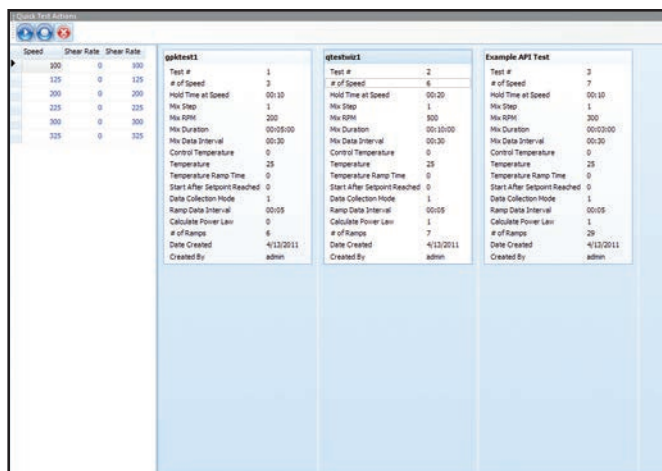 Quick Test Actions
Speed Shear Rate Shear Rate
100 0 100
125 0 125
200 0 200
225 0 225
300 0 300
325 0 325
gpktest1
Test # 1
# of Speed 3
Hold Time at Speed 00:10
Mix Step 1
Mix RPM 200
Mix Duration 00:05:00
Mix Data Interval 00:30
Control Temperature 0
Temperature 25
Temperature Ramp Time 0
Start After Setpoint Reached 0
Data Collection Mode 1
Ramp Data Interval 00:05
Calculate Power Law 0
# of Ramps 6
Date Created 4/13/2011
Created By admin
qtestwiz1
Test # 2
# of Speed 6
Hold Time at Speed 00:20
Mix Step 1
Mix RPM 500
Mix Duration 00:10:00
Mix Data Interval 00:30
Control Temperature 0
Temperature 25
Temperature Ramp Time 0
Start After Setpoint Reached 0
Data Collection Mode 1
Ramp Data Interval 00:05
Calculate Power Law 1
# of Ramps 7
Date Created 4/13/2011
Created By admin
Example API Test
Test # 3
# of Speed 7
Hold Time at Speed 00:10
Mix Step 1
Mix RPM 300
Mix Duration 00:03:00
Mix Data Interval 00:30
Control Temperature 0
Temperature 25
Temperature Ramp Time 0
Start After Setpoint Reached 0
Data Collection Mode 1
Ramp Data Interval 00:05
Calculate Power Law 1
# of Ramps 29
Date Created 4/13/2011
Created By admin